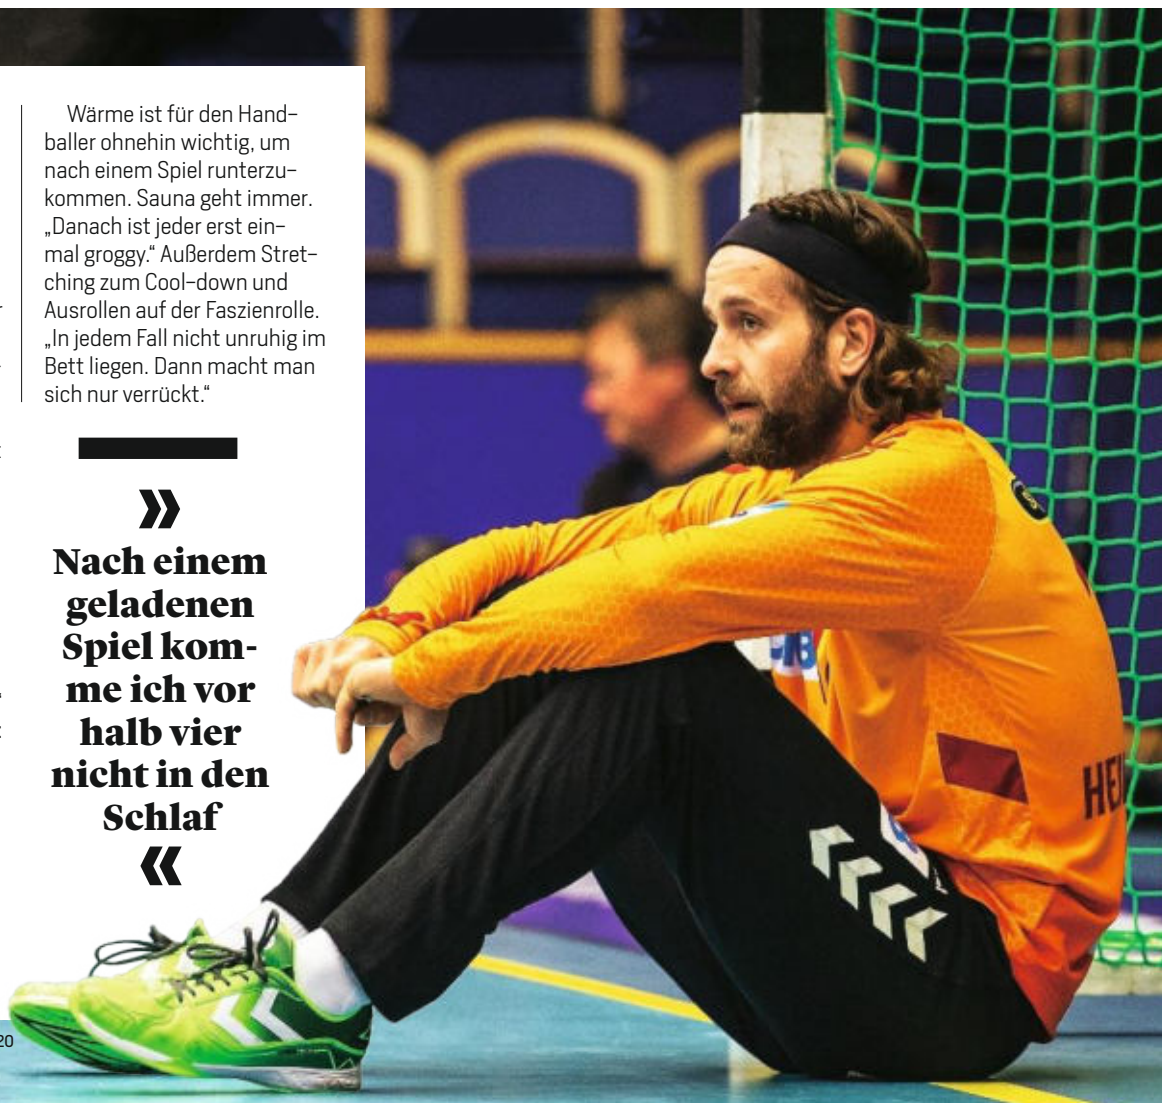 Wärme ist für den Hand-
baller ohnehin wichtig, um
nach einem Spiel runterzu-
kommen. Sauna geht immer.
„Danach ist jeder erst ein-
mal groggy.“ Außerdem Stret-
ching zum Cool-down und
Ausrollen auf der Faszienrolle.
„In jedem Fall nicht unruhig im
Bett liegen. Dann macht man
sich nur verrückt.“
»
Nach einem
geladenen
Spiel kom-
me ich vor
halb vier
nicht in den
Schlaf
«
20
HEI